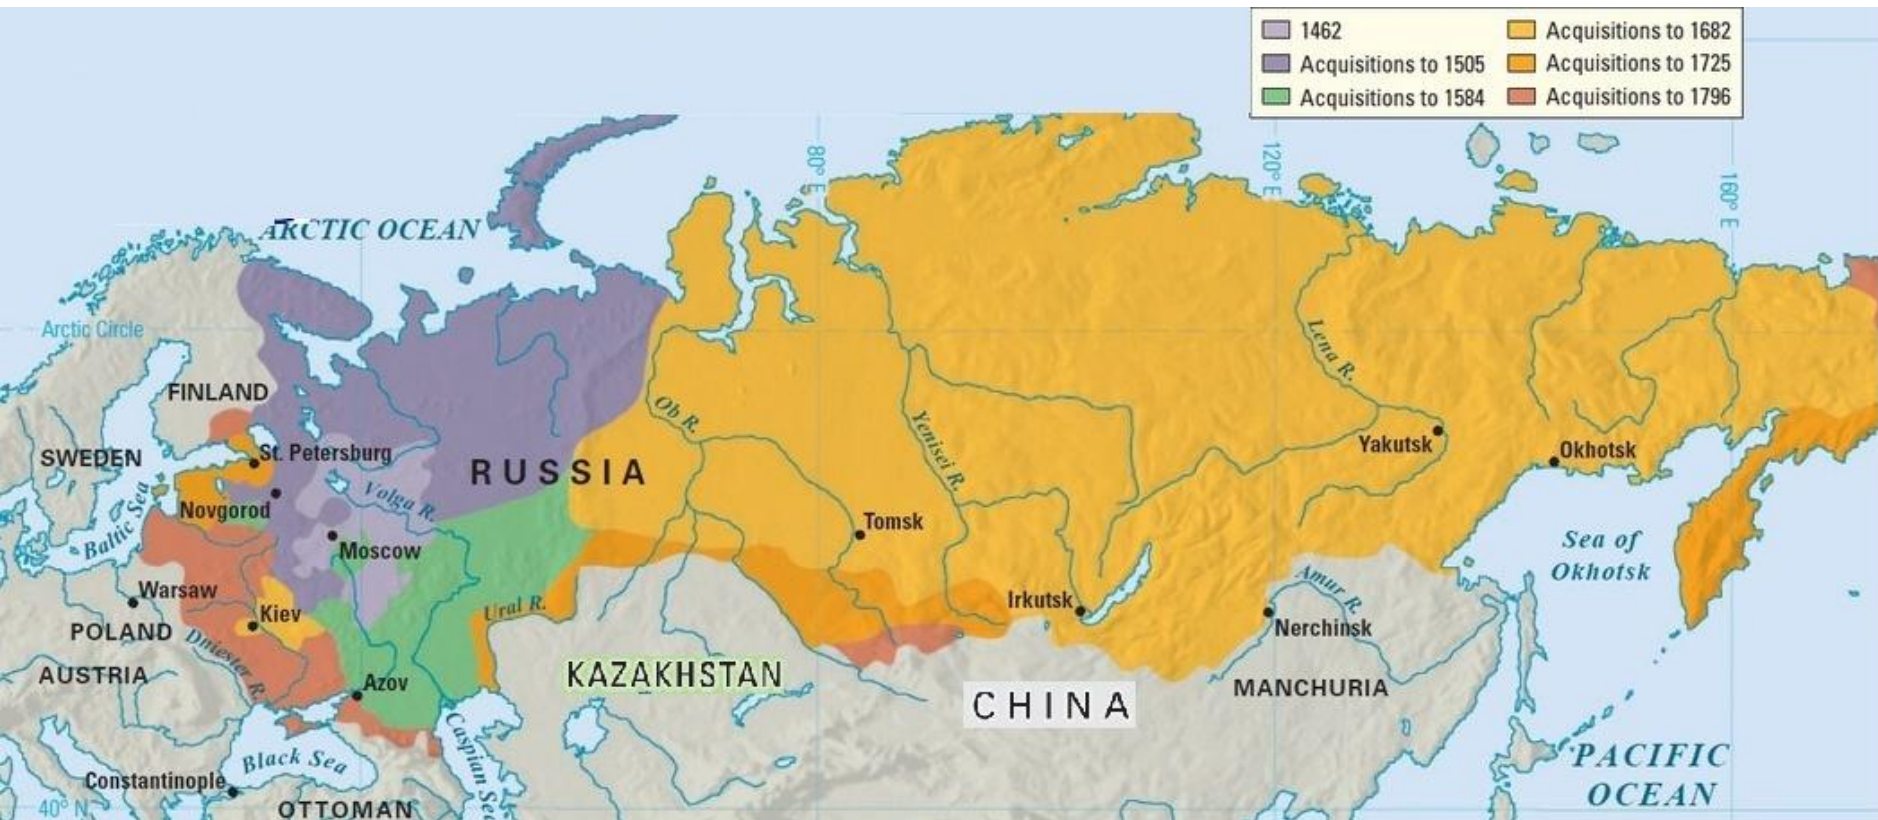 1462
Acquisitions to 1505
Acquisitions to 1584
Acquisitions to 1682
Acquisitions to 1725
Acquisitions to 1796
80° E
120° E
160° E
ARCTIC OCEAN
Arctic Circle
FINLAND
SWEDEN
St. Petersburg
RUSSIA
Ob R.
Yenisei R.
Lena R.
Yakutsk
Okhotsk
Baltic Sea
Novgorod
Volga R.
Moscow
Tomsk
Sea of
Okhotsk
Warsaw
Kiev
Ural R.
Irkutsk
Amur R.
Nerchinsk
POLAND
Dniester R.
AUSTRIA
Azov
KAZAKHSTAN
CHINA
MANCHURIA
Black Sea
Caspian Sea
PACIFIC
OCEAN
Constantinople
40° N
OTTOMAN